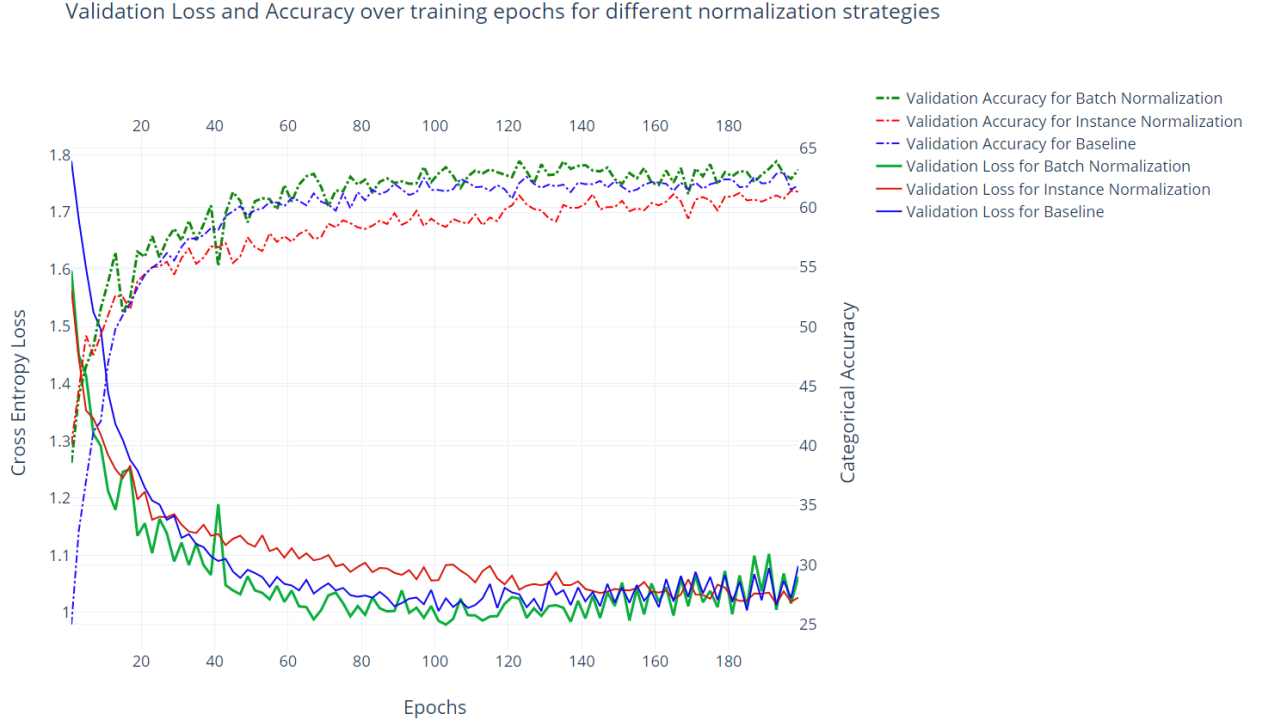 Validation Loss and Accuracy over training epochs for different normalization strategies
Validation Accuracy for Batch Normalization
Validation Accuracy for Instance Normalization
Validation Accuracy for Baseline
Validation Loss for Batch Normalization
Validation Loss for Instance Normalization
Validation Loss for Baseline
20 40 60 80 100 120 140 160 180
1.8
1.7
1.6
1.5
1.4
1.3
1.2
1.1
1
Cross Entropy Loss
65
60
55
50
45
40
35
30
25
Categorical Accuracy
20 40 60 80 100 120 140 160 180
Epochs